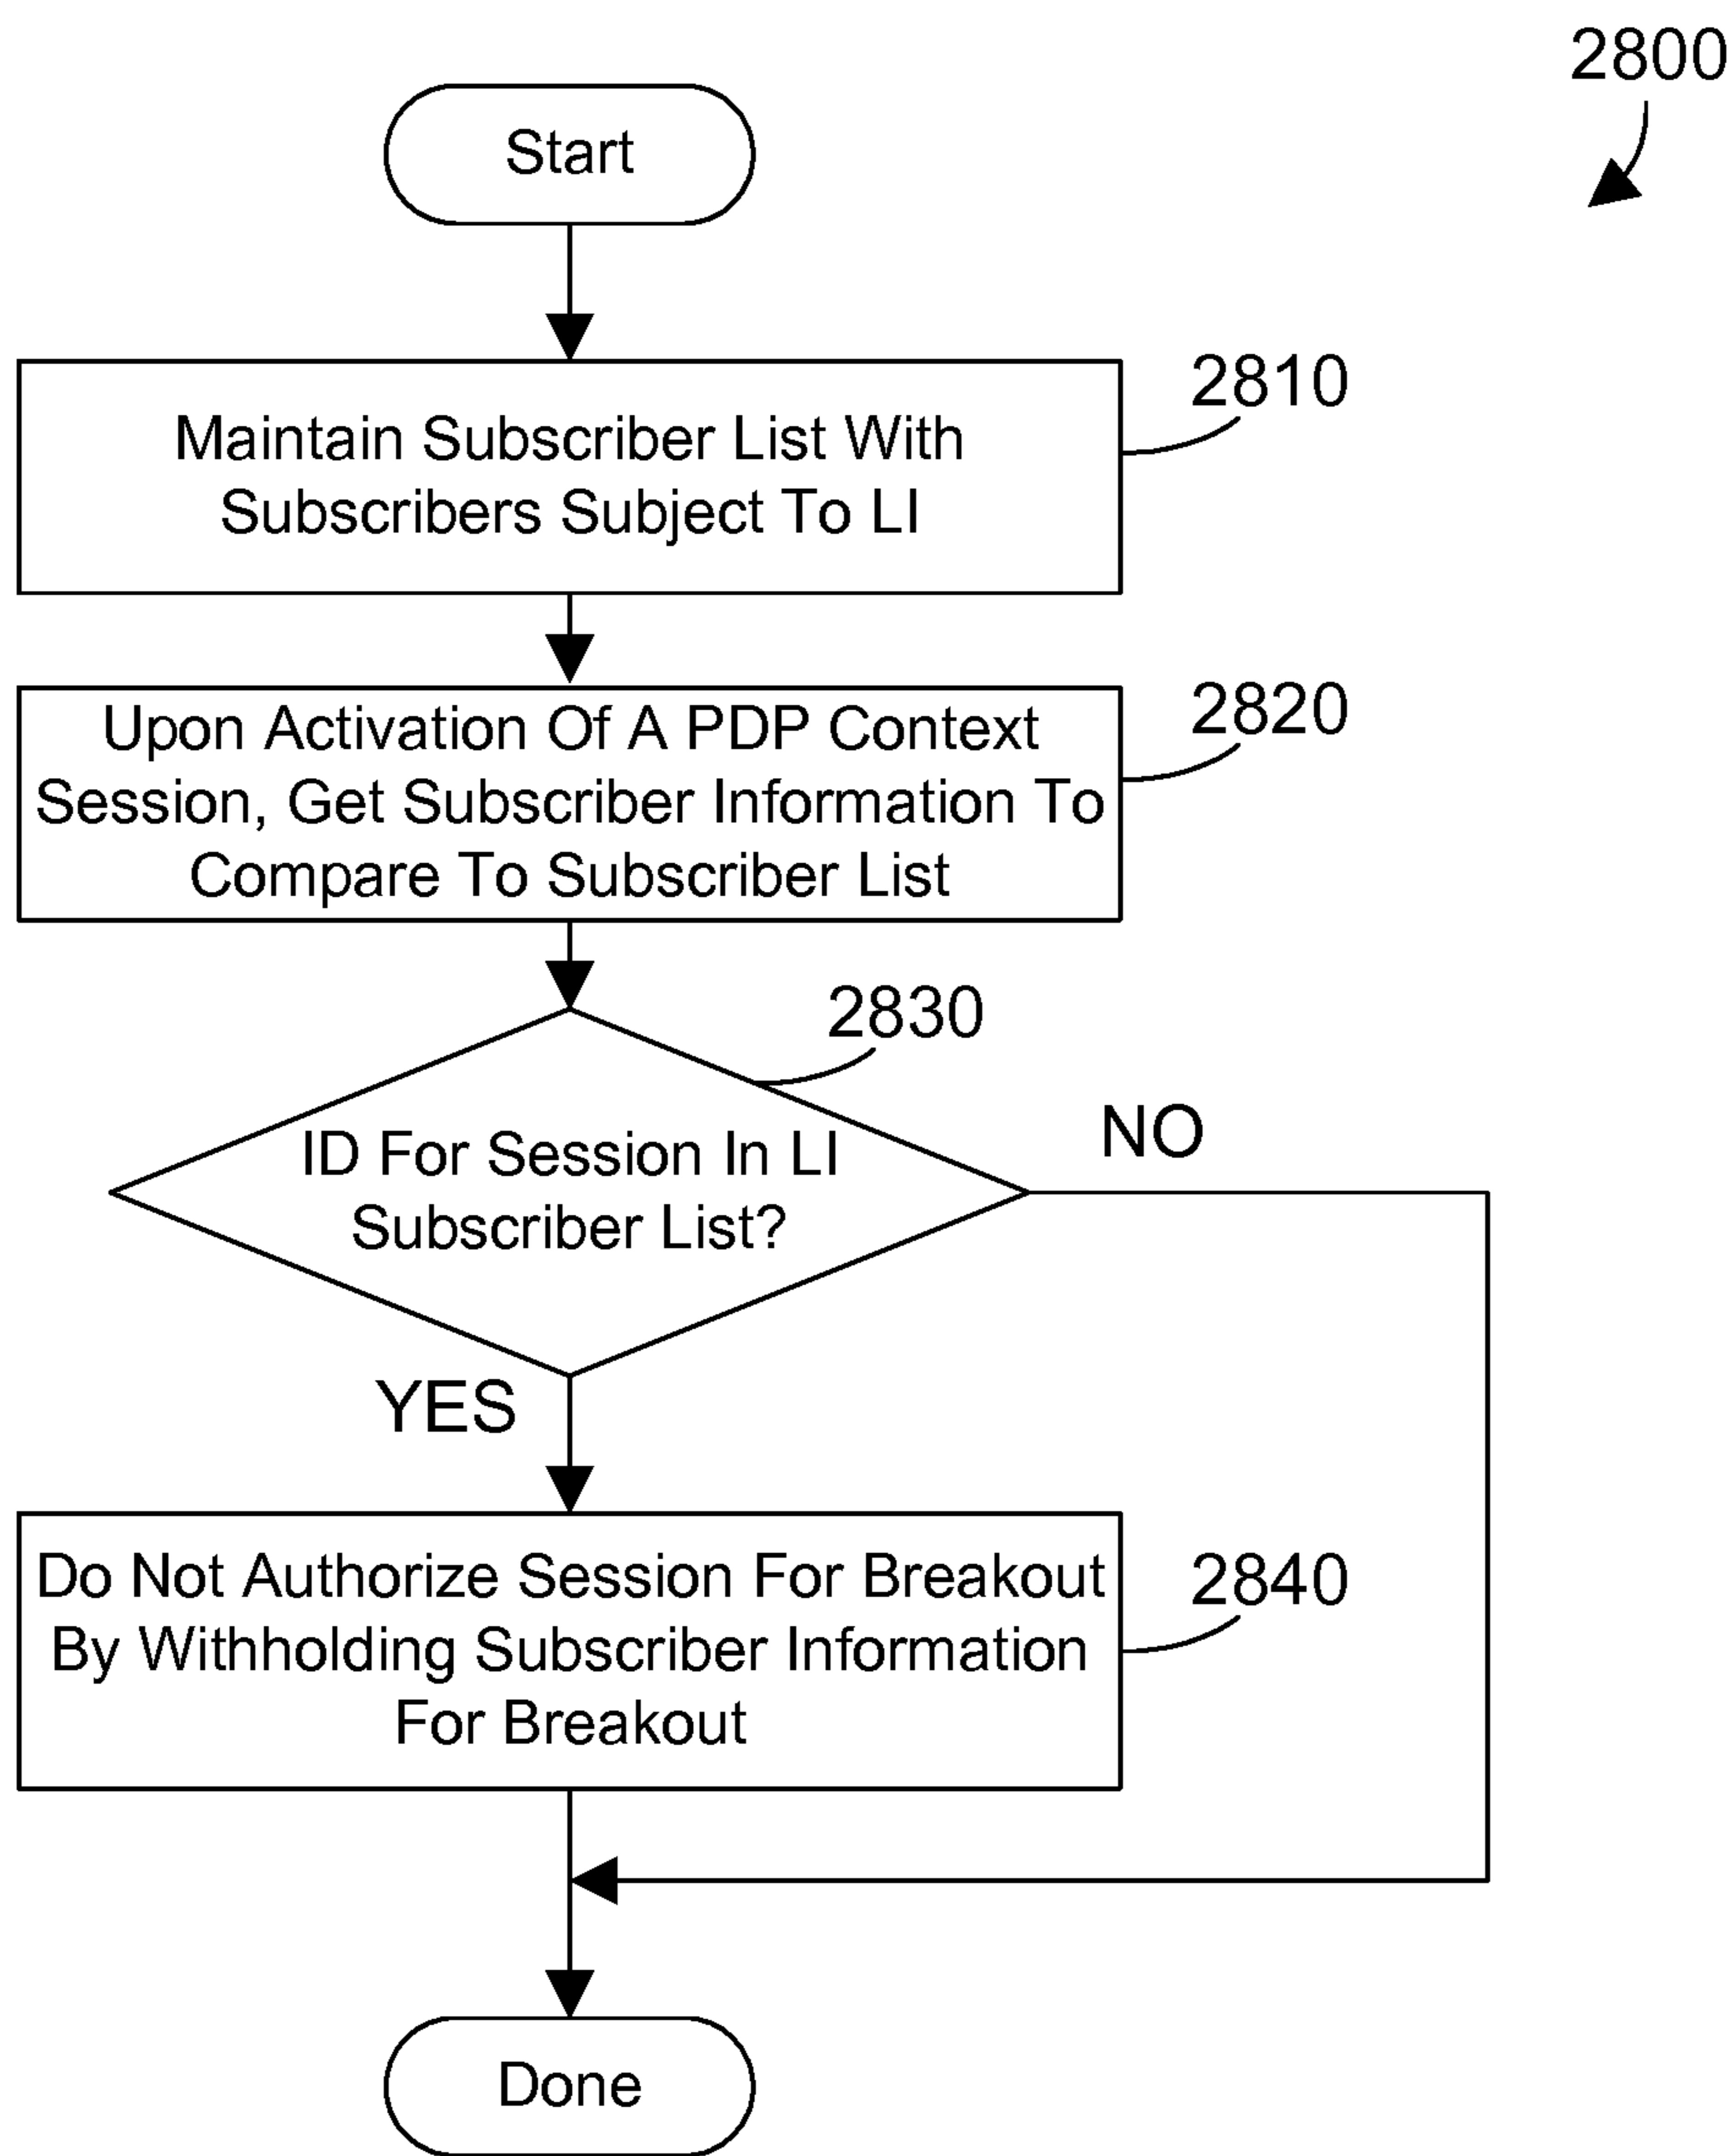 2800
Start
Maintain Subscriber List With
Subscribers Subject To LI
2810
Upon Activation Of A PDP Context
Session, Get Subscriber Information To
Compare To Subscriber List
2820
2830
ID For Session In LI
Subscriber List?
NO
YES
Do Not Authorize Session For Breakout
By Withholding Subscriber Information
For Breakout
2840
Done